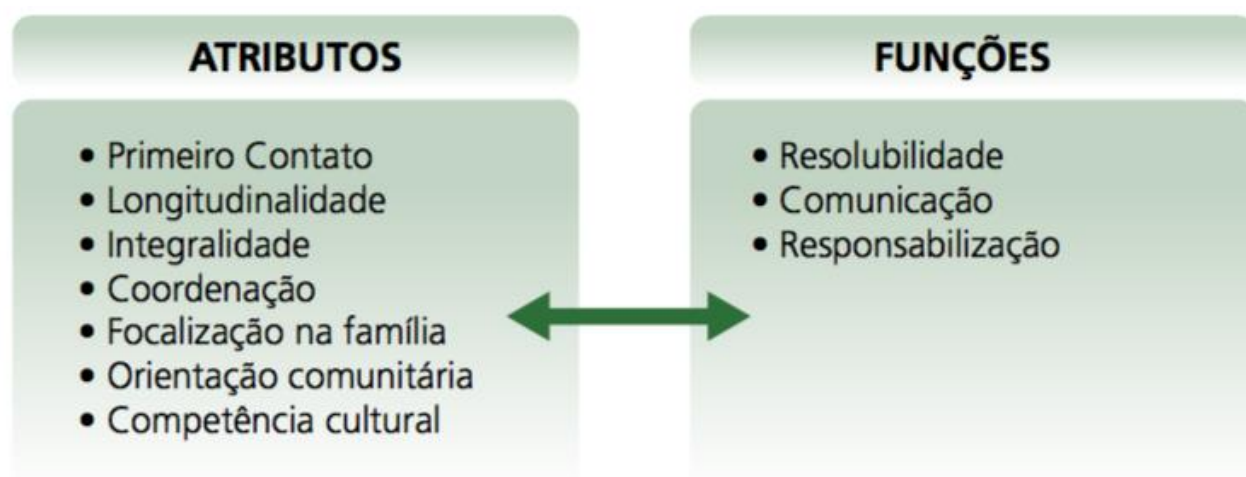 ATRIBUTOS
• Primeiro Contato
• Longitudinalidade
• Integralidade
• Coordenação
• Focalização na família
• Orientação comunitária
• Competência cultural
FUNÇÕES
• Resolubilidade
• Comunicação
• Responsabilização